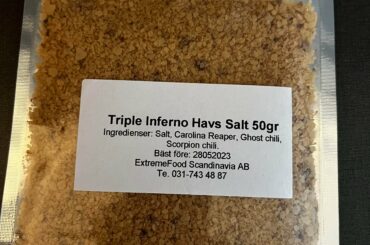 Triple Inferno Havs Salt 50gr
Ingredienser: Salt, Carolina Reaper, Ghost chili,
Scorpion chili.
Bäst före: 28052023
ExtremeFood Scandinavia AB
Te. 031-743 48 87